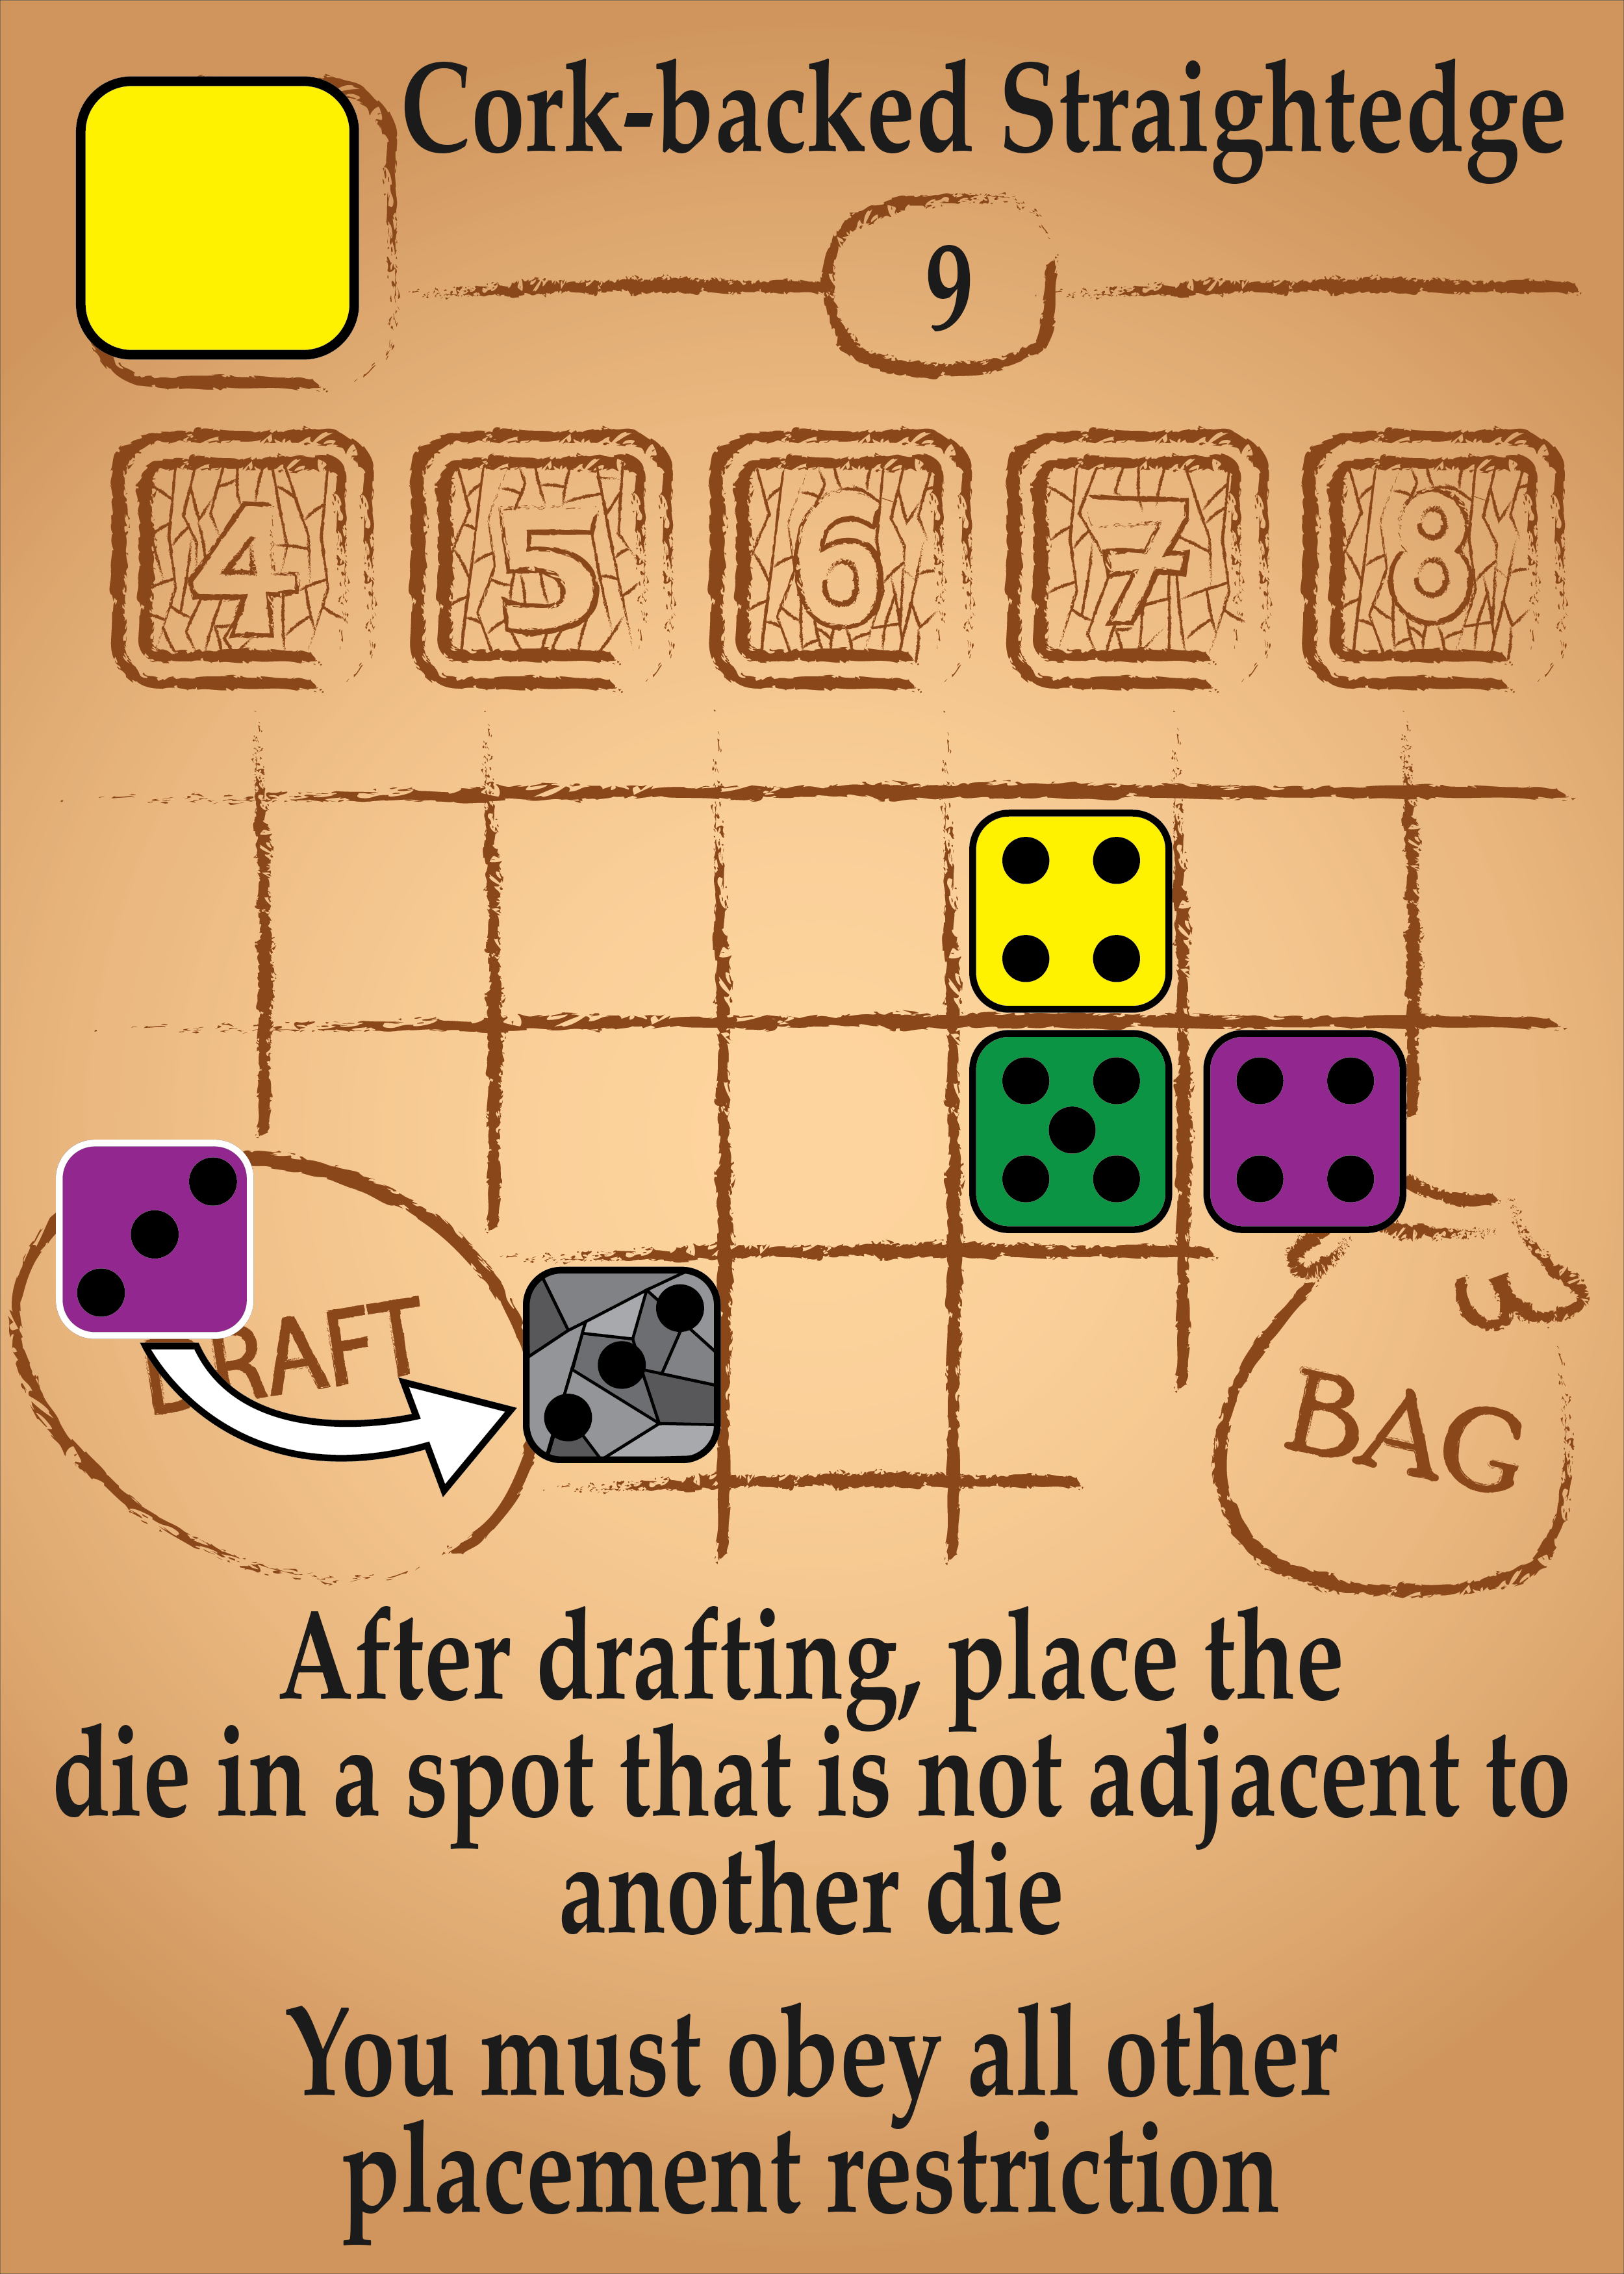 Cork-backed Straightedge
9
4 5 6 7 8
DRAFT
BAG
After drafting, place the
die in a spot that is not adjacent to
another die
You must obey all other
placement restriction